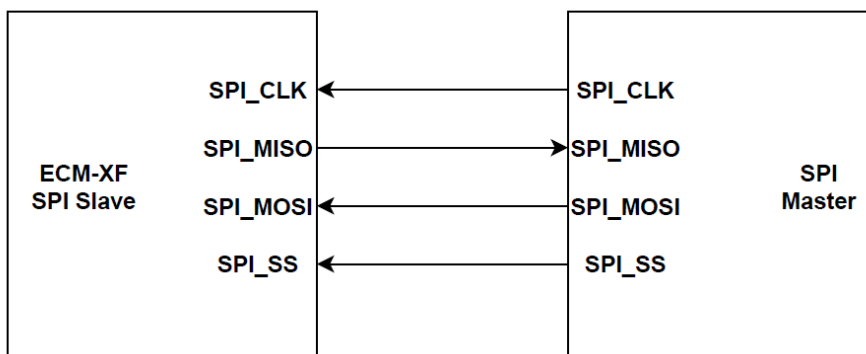 SPI_CLK SPI_CLK
SPI_MISO SPI_MISO
ECM-XF
SPI Slave
SPI
Master
SPI_MOSI SPI_MOSI
SPI_SS SPI_SS